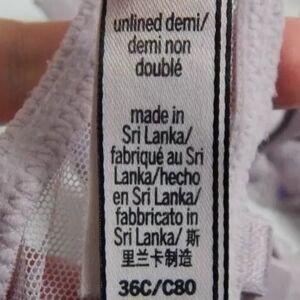 unlined demi/
demi non
doublé
made in
Sri Lanka/
fabriqué au Sri
Lanka/hecho
en Sri Lanka/
fabbricato in
Sri Lanka/ 斯
里兰卡制造
36C/C80